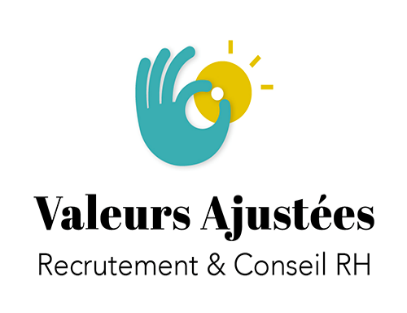 Valeurs Ajustées
Recrutement & Conseil RH